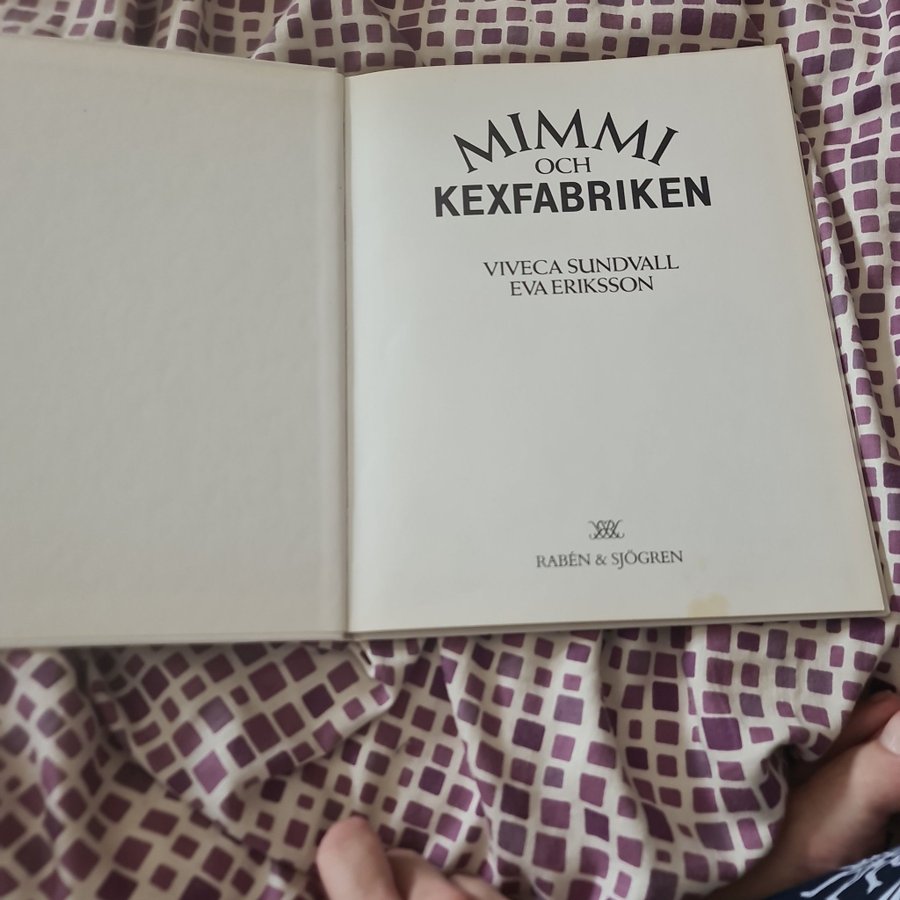 MIMMI
OCH
KEXFABRIKEN
VIVECA SUNDVALL
EVA ERIKSSON
RABÉN & SJÖGREN